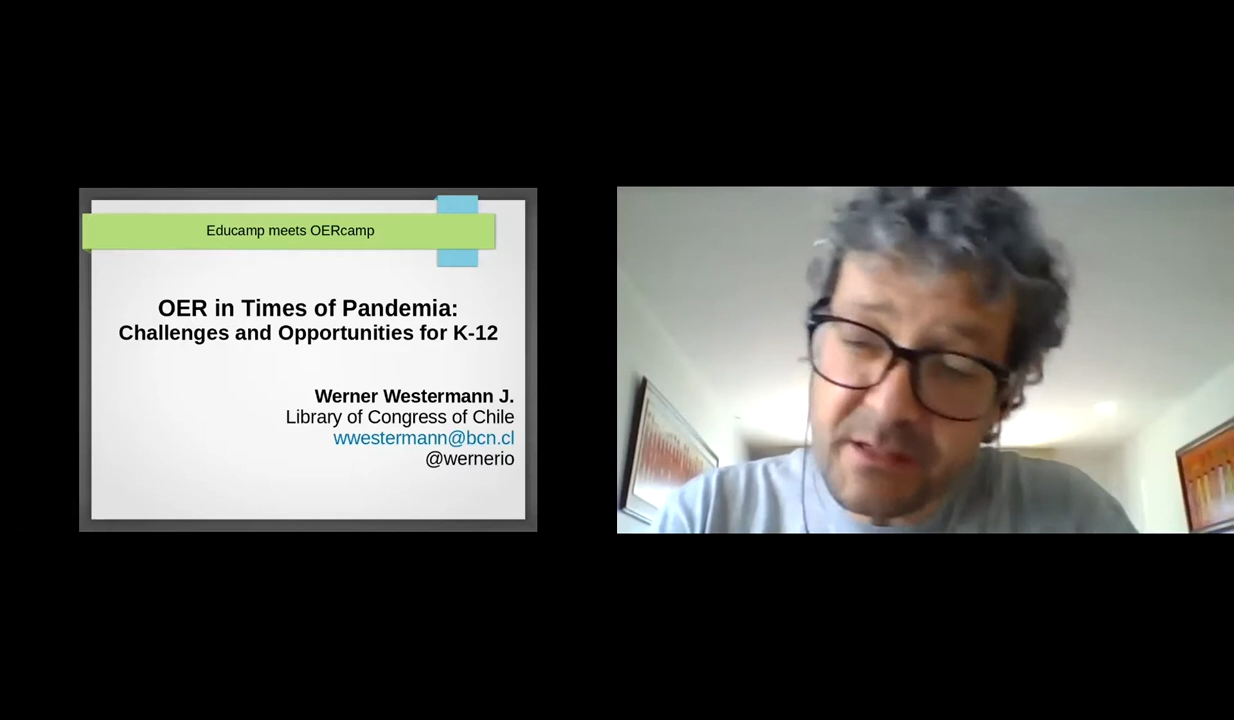 Educamp meets OERcamp
OER in Times of Pandemia:
Challenges and Opportunities for K-12
Werner Westermann J.
Library of Congress of Chile
wwestermann@bcn.cl
@wernerio